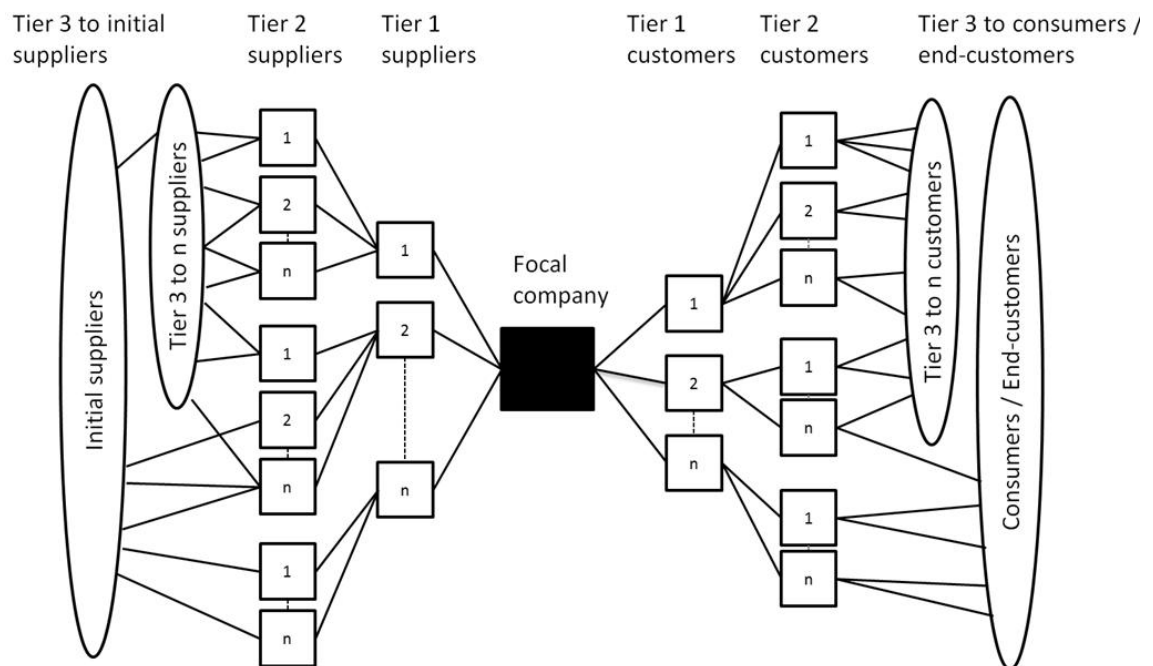 Tier 3 to initial
suppliers
Tier 2
suppliers
Tier 1
suppliers
Tier 1
customers
Tier 2
customers
Tier 3 to consumers /
end-customers
Initial suppliers
Tier 3 to n suppliers
1
2
n
1
2
n
1
n
1
2
n
Focal
company
1
2
n
1
2
n
1
n
1
n
Tier 3 to n customers
Consumers / End-customers